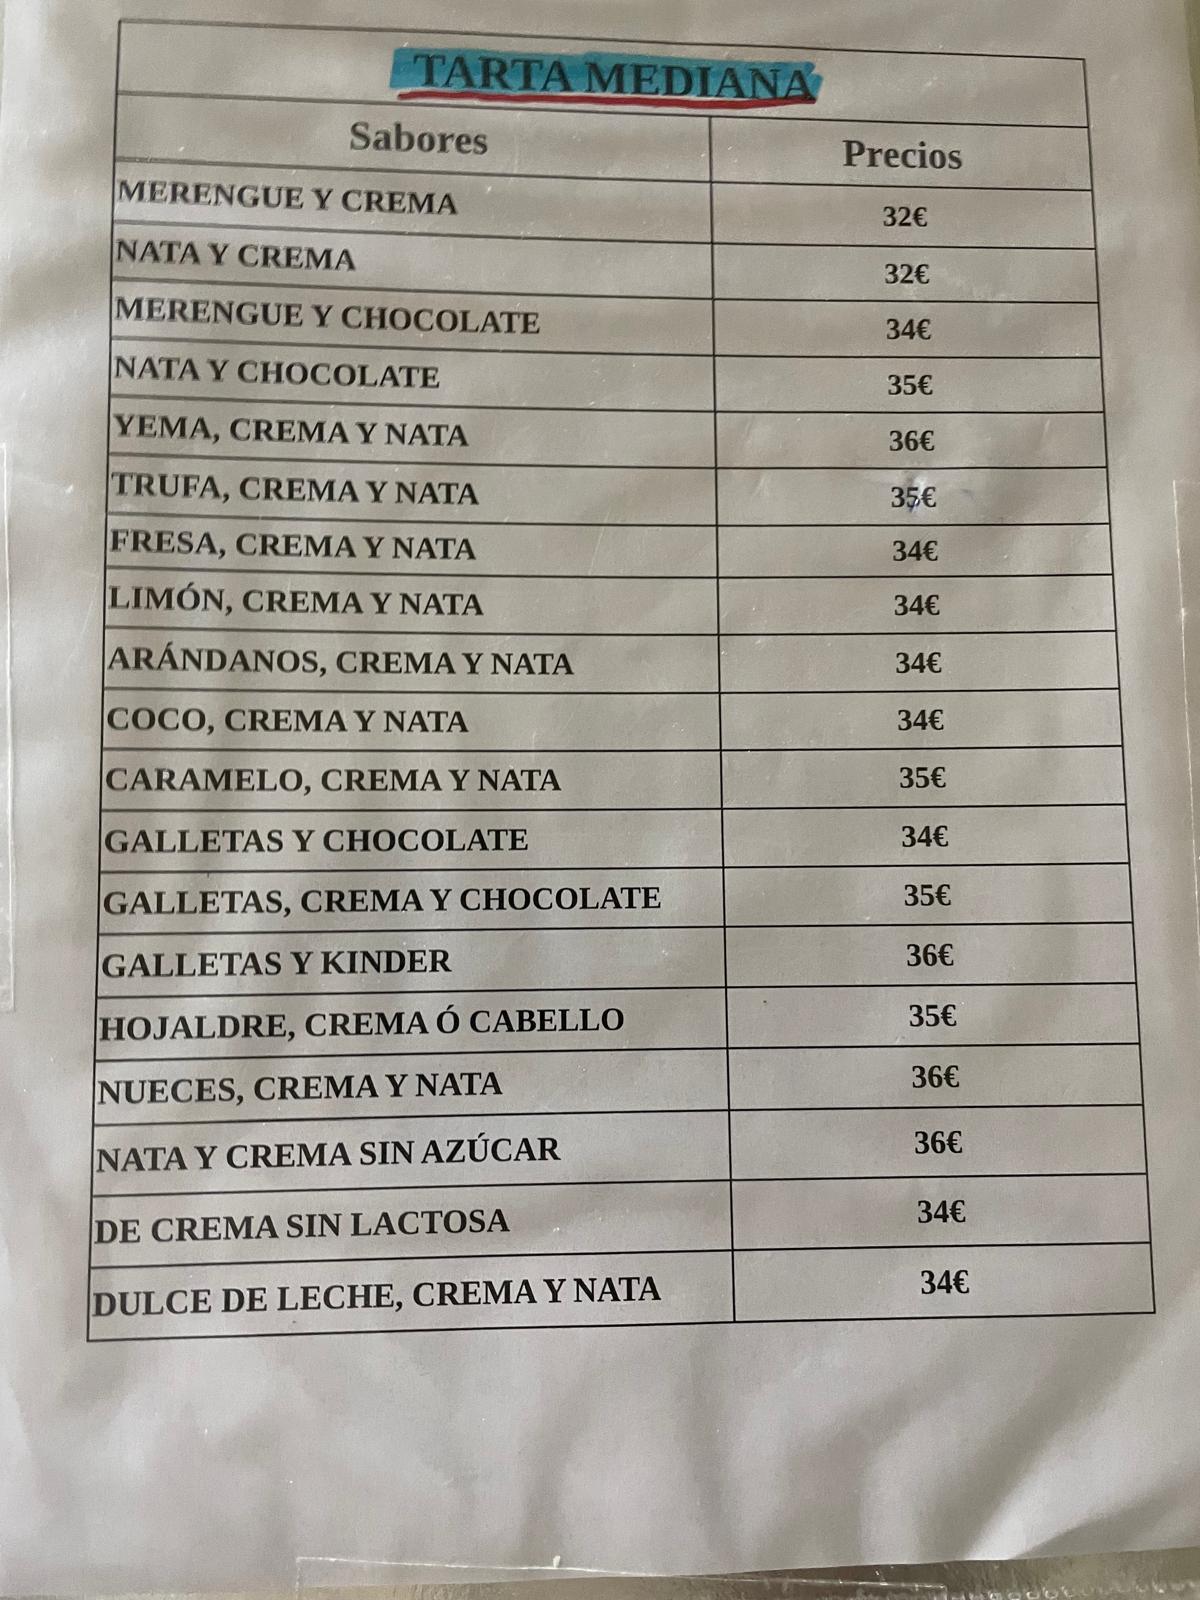 TARTA MEDIANA
Sabores Precios
MERENGUE Y CREMA 32€
NATA Y CREMA 32€
MERENGUE Y CHOCOLATE 34€
NATA Y CHOCOLATE 35€
YEMA, CREMA Y NATA 36€
TRUFA, CREMA Y NATA 35€
FRESA, CREMA Y NATA 34€
LIMÓN, CREMA Y NATA 34€
ARÁNDANOS, CREMA Y NATA 34€
COCO, CREMA Y NATA 34€
CARAMELO, CREMA Y NATA 35€
GALLETAS Y CHOCOLATE 34€
GALLETAS, CREMA Y CHOCOLATE 35€
GALLETAS Y KINDER 36€
HOJALDRE, CREMA Ó CABELLO 35€
NUECES, CREMA Y NATA 36€
NATA Y CREMA SIN AZÚCAR 36€
DE CREMA SIN LACTOSA 34€
DULCE DE LECHE, CREMA Y NATA 34€